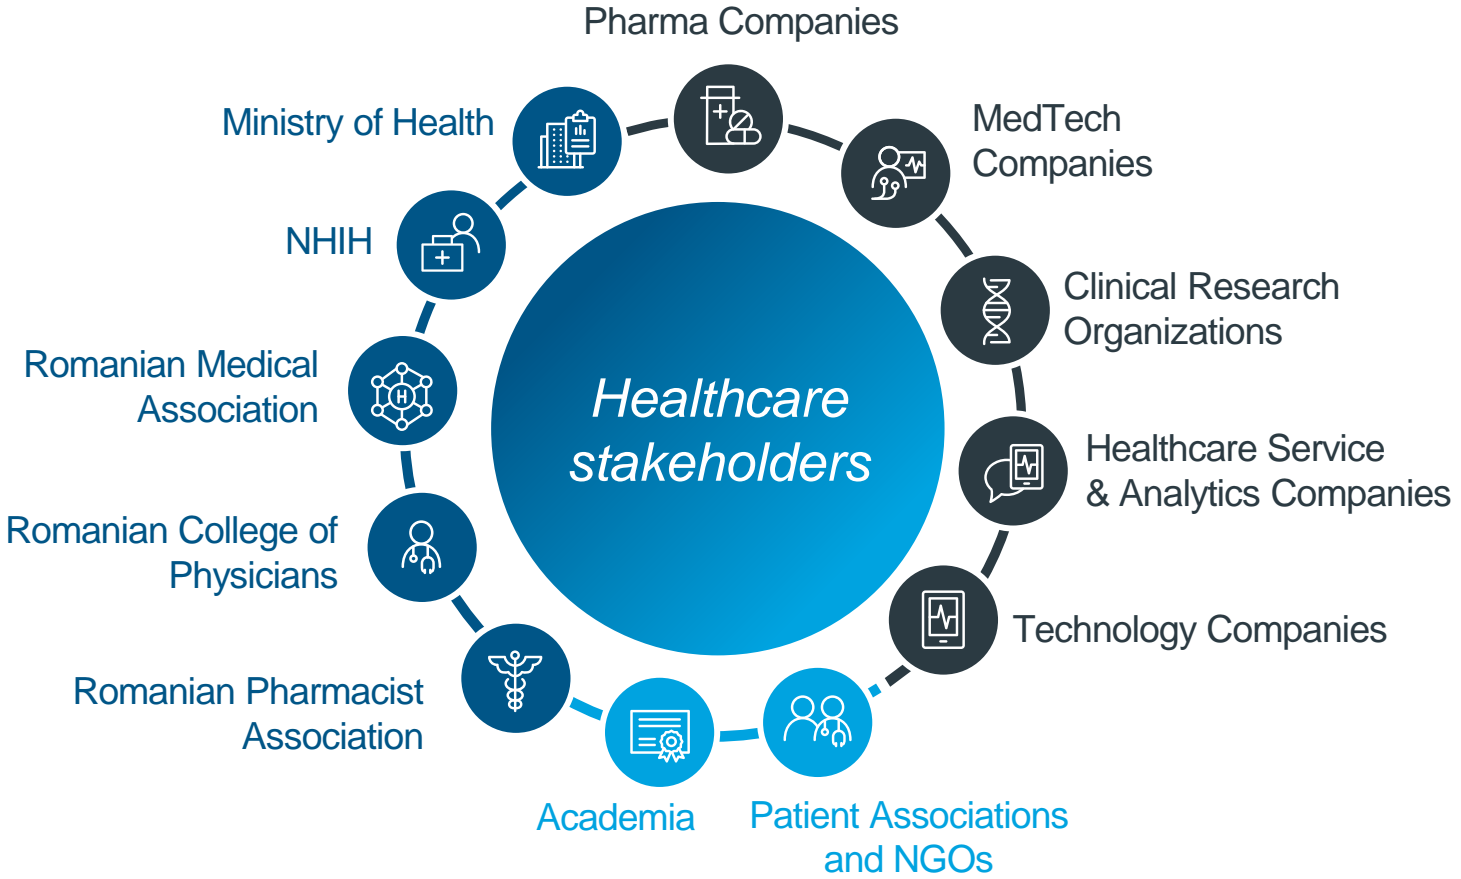 Pharma Companies
Ministry of Health
MedTech
Companies
NHIH
Clinical Research
Organizations
Romanian Medical
Association
Healthcare
stakeholders
Healthcare Service
& Analytics Companies
Romanian College of
Physicians
Technology Companies
Romanian Pharmacist
Association
Academia
Patient Associations
and NGOs
H